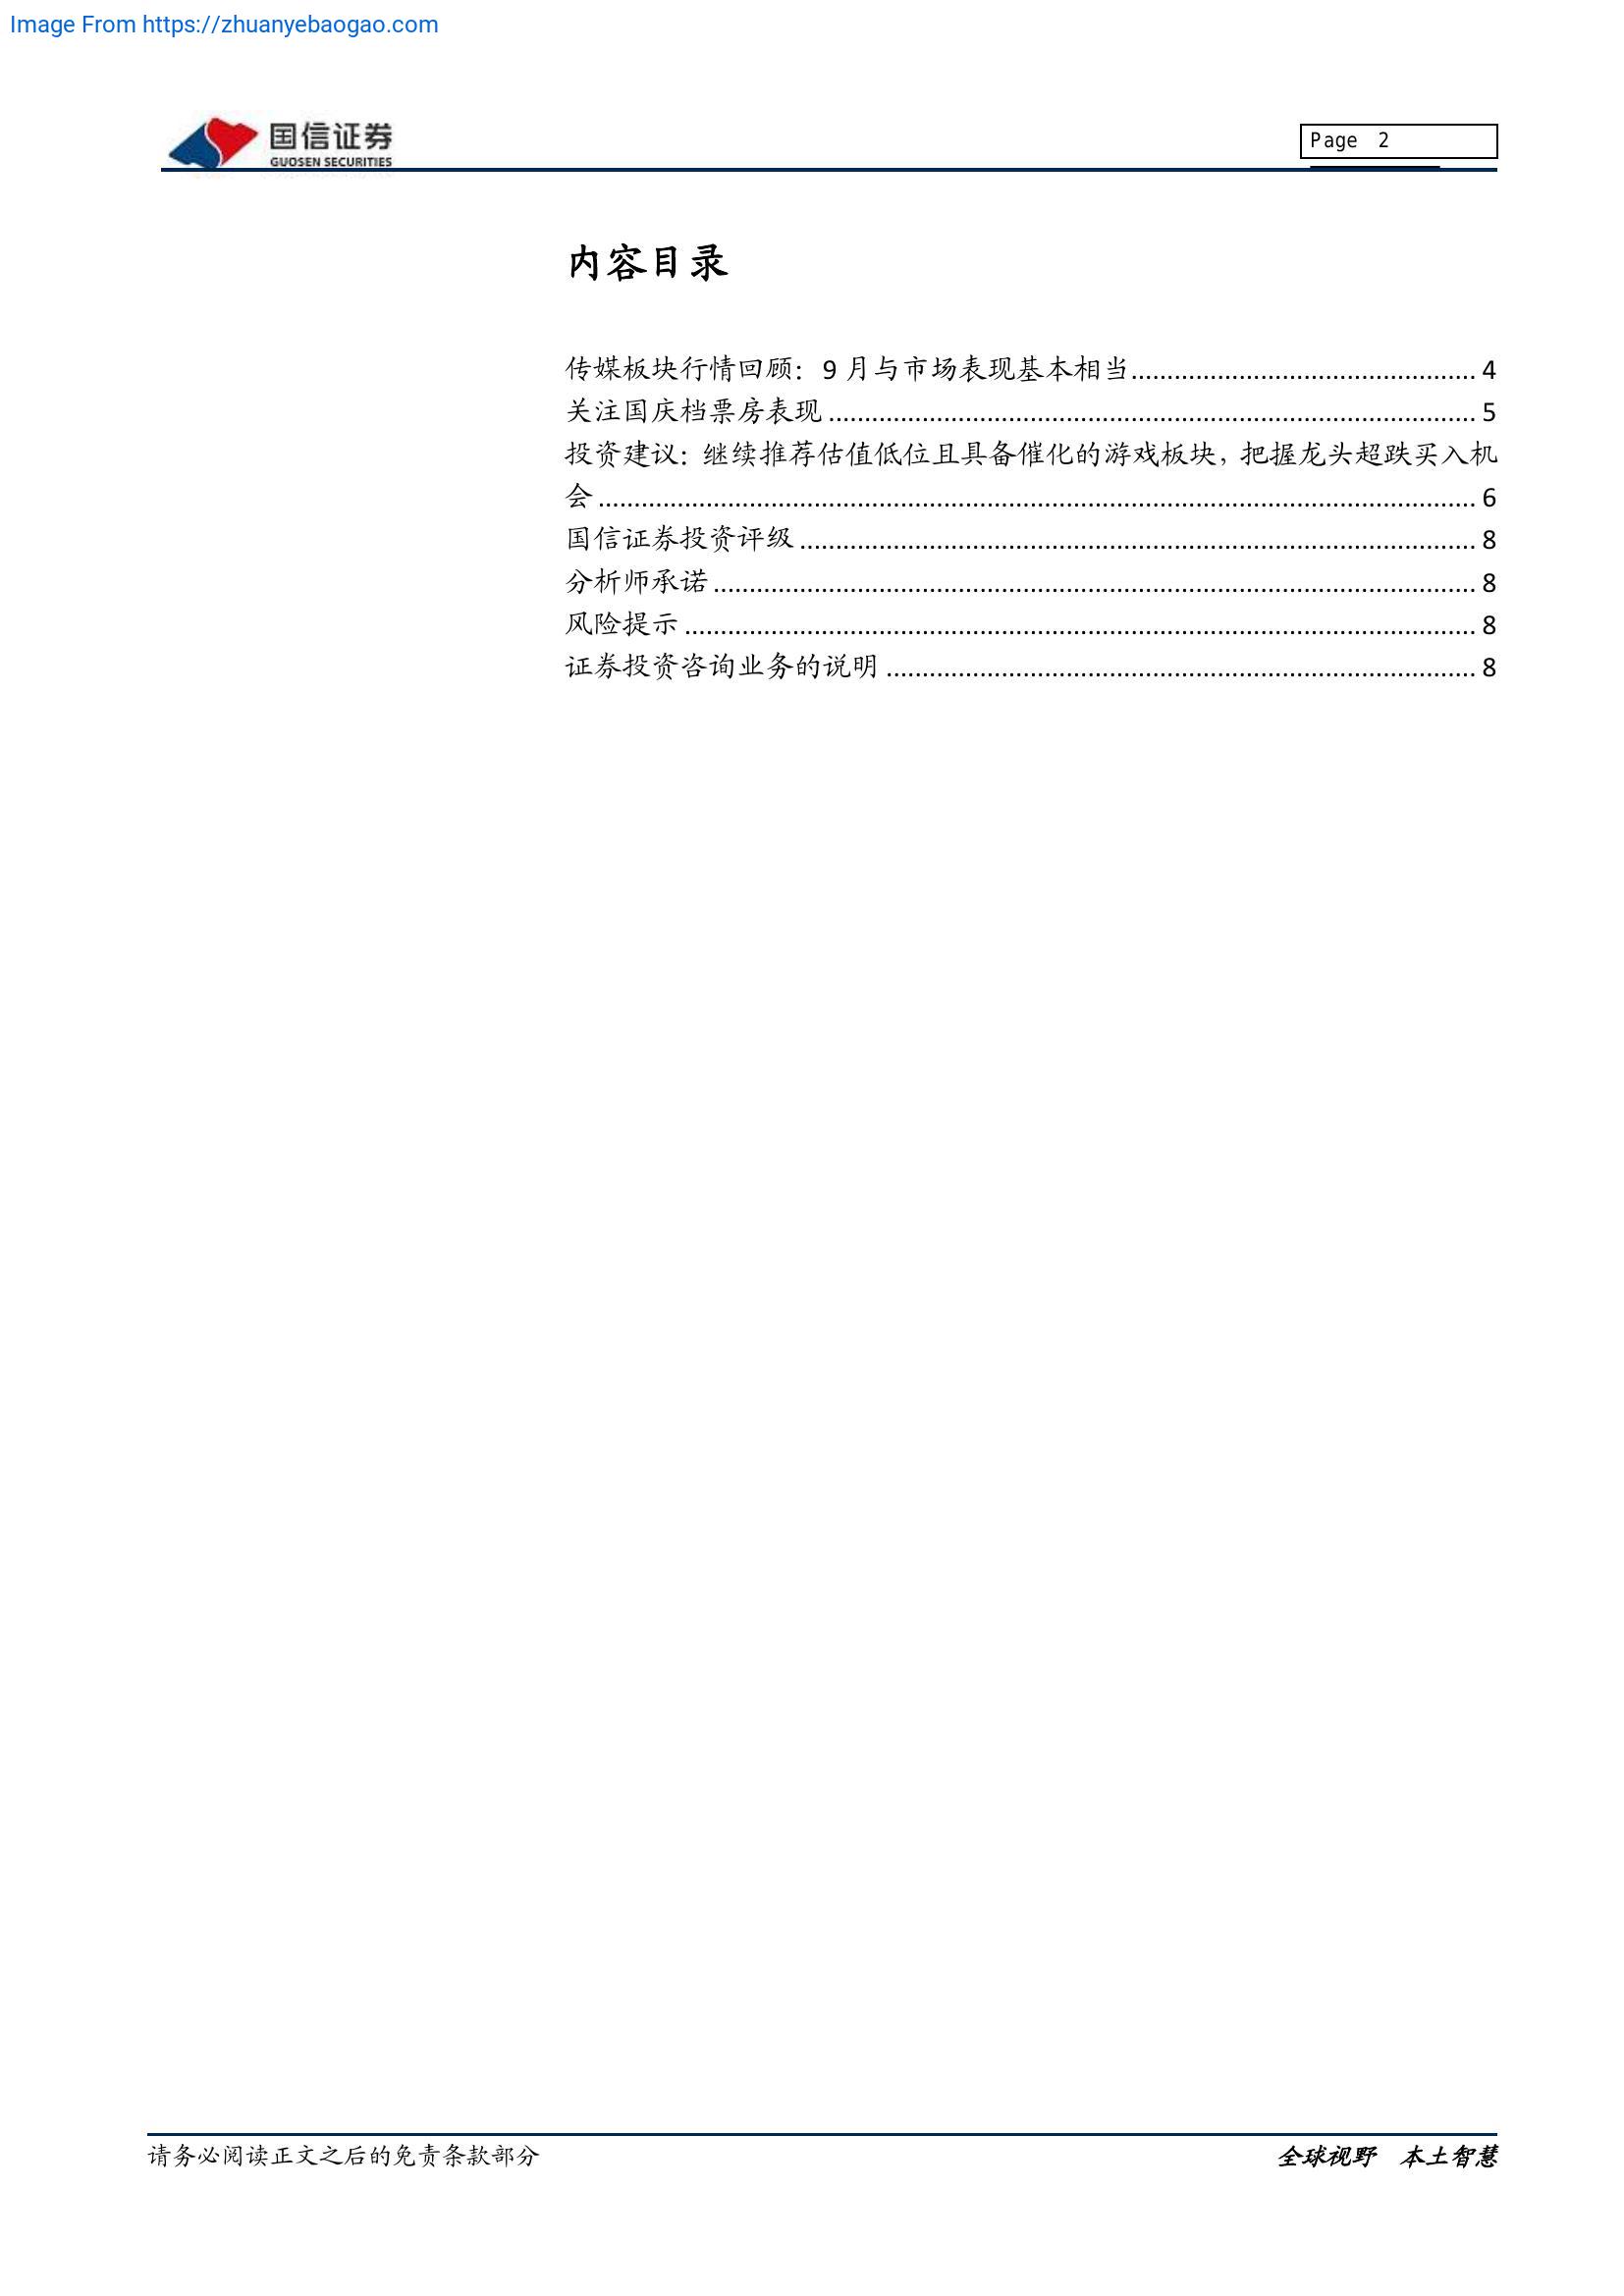 Image From https://zhuanyebaogao.com
国信证券
GUOSEN SECURITIES
Page 2
内容目录
传媒板块行情回顾：9 月与市场表现基本相当................................................ 4
关注国庆档票房表现.......................................................................................... 5
投资建议：继续推荐估值低位且具备催化的游戏板块，把握龙头超跌买入机
会.......................................................................................................................... 6
国信证券投资评级.............................................................................................. 8
分析师承诺.......................................................................................................... 8
风险提示.............................................................................................................. 8
证券投资咨询业务的说明.................................................................................. 8
请务必阅读正文之后的免责条款部分
全球视野 本土智慧